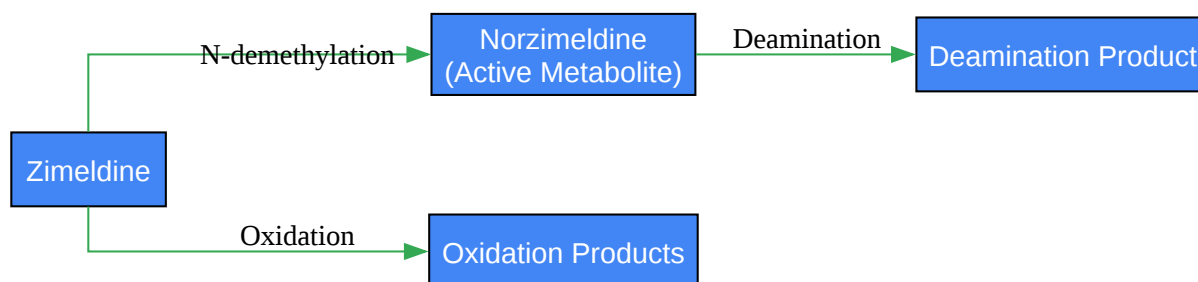 N-demethylation
Norzimeldine
(Active Metabolite)
Deamination
Deamination Product
Zimeldine
Oxidation
Oxidation Products